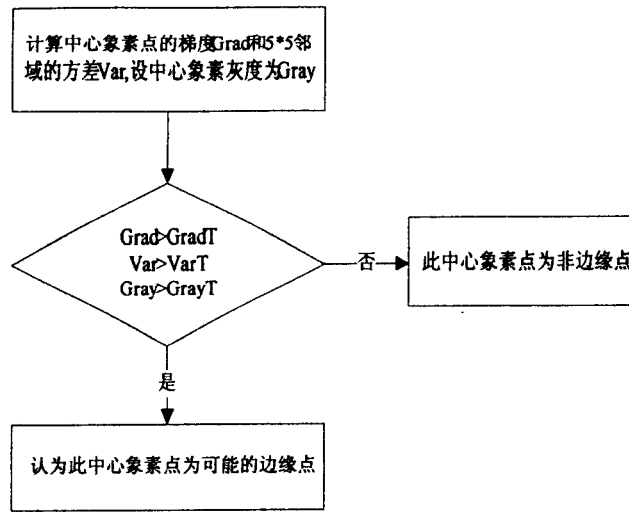 计算中心象素点的梯度Grad和5*5邻
域的方差Var,设中心象素灰度为Gray
Grad>GradT
Var>VarT
Gray>GrayT
否
此中心象素点为非边缘点
是
认为此中心象素点为可能的边缘点